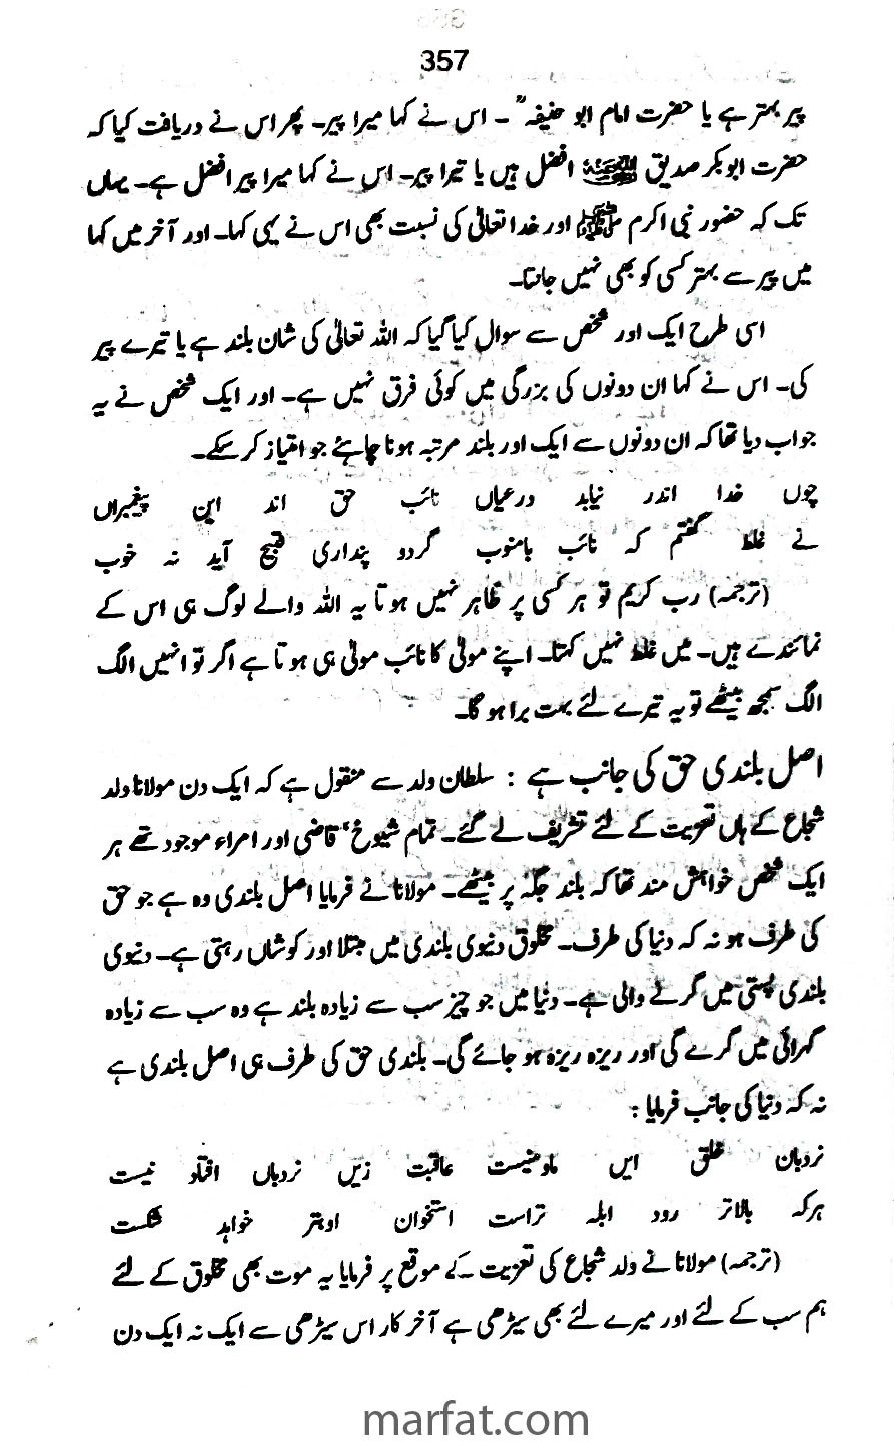 357
پیر بہتر ہے یا حضرت امام ابو حنیفہؒ ۔ اس نے کہا میرا پیر۔ پھر اس نے دریافت کیا کہ
حضرت ابوبکر صدیق رضی اللہ عنہ افضل ہیں یا تیرا پیر۔ اس نے کہا میرا پیر افضل ہے۔ یہاں
تک کہ حضور نبی اکرم ﷺ اور خدا تعالیٰ کی نسبت بھی اس نے یہی کہا۔ اور آخر میں کہا
میں پیر سے بہتر کسی کو بھی نہیں جانتا۔
اسی طرح ایک اور شخص سے سوال کیا گیا کہ اللہ تعالیٰ کی شان بلند ہے یا تیرے پیر
کی۔ اس نے کہا ان دونوں کی بزرگی میں کوئی فرق نہیں ہے۔ اور ایک شخص نے یہ
جواب دیا تھا کہ ان دونوں سے ایک اور بلند مرتبہ ہونا چاہئے جو امتیاز کر سکے۔
چوں خدا اندر نیابد درعیاں نائب حق اند این پیغمبراں
نے غلط گفتم کہ نائب بامنوب گردو پنداری قبیح آید نہ خوب
(ترجمہ) رب کریم تو ہر کسی پر ظاہر نہیں ہوتا یہ اللہ والے لوگ ہی اس کے
نمائندے ہیں۔ میں غلط نہیں کہتا۔ اپنے مولیٰ کا نائب مولیٰ ہی ہوتا ہے اگر تو انہیں الگ
الگ سمجھ بیٹھے تو یہ تیرے لئے بہت برا ہو گا۔
اصل بلندی حق کی جانب ہے : سلطان ولد سے منقول ہے کہ ایک دن مولانا ولد
شجاع کے ہاں تعزیت کے لئے تشریف لے گئے۔ تمام شیوخ‘ قاضی اور امراء موجود تھے ہر
ایک شخص خواہش مند تھا کہ بلند جگہ پر بیٹھے۔ مولانا نے فرمایا اصل بلندی وہ ہے جو حق
کی طرف ہو نہ کہ دنیا کی طرف۔ مخلوق دنیوی بلندی میں مبتلا اور کوشاں رہتی ہے۔ دنیوی
بلندی پستی میں گرنے والی ہے۔ دنیا میں جو چیز سب سے زیادہ بلند ہے وہ سب سے زیادہ
گہرائی میں گرے گی اور ریزہ ریزہ ہو جائے گی۔ بلندی حق کی طرف ہی اصل بلندی ہے
نہ کہ دنیا کی جانب فرمایا :
نردبان خلق ایں ماومنیست عاقبت زیں نردباں افتاد نیست
ہرکہ بالاتر رود ابلہ تراست استخوان اوبتر خواہد شکست
(ترجمہ) مولانا نے ولد شجاع کی تعزیت کے موقع پر فرمایا یہ موت بھی مخلوق کے لئے
ہم سب کے لئے اور میرے لئے بھی سیڑھی ہے آخرکار اس سیڑھی سے ایک نہ ایک دن
marfat.com